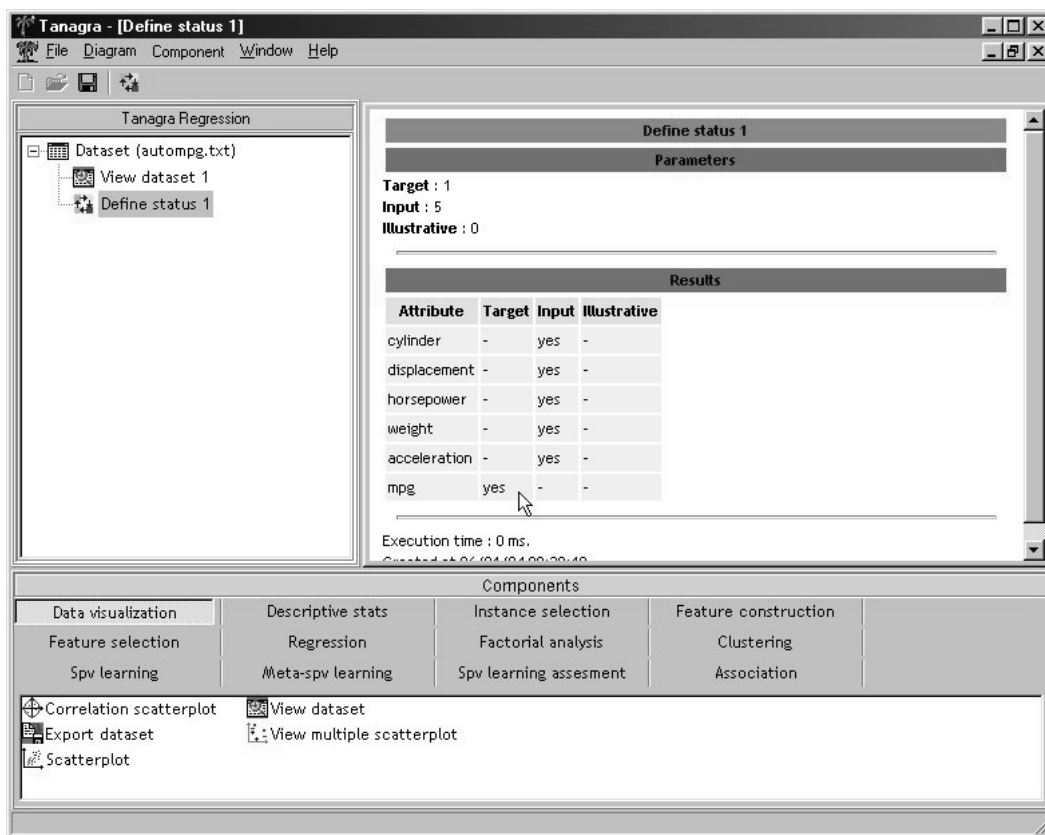 Tanagra - [Define status 1]
File Diagram Component Window Help
Tanagra Regression
Dataset (autompg.txt)
View dataset 1
Define status 1
Define status 1
Parameters
Target : 1
Input : 5
Illustrative : 0
Results
Attribute Target Input Illustrative
cylinder - yes -
displacement - yes -
horsepower - yes -
weight - yes -
acceleration - yes -
mpg yes - -
Execution time : 0 ms.
Created at
Components
Data visualization Descriptive stats Instance selection Feature construction
Feature selection Regression Factorial analysis Clustering
Spv learning Meta-spv learning Spv learning assesment Association
Correlation scatterplot View dataset
Export dataset View multiple scatterplot
Scatterplot